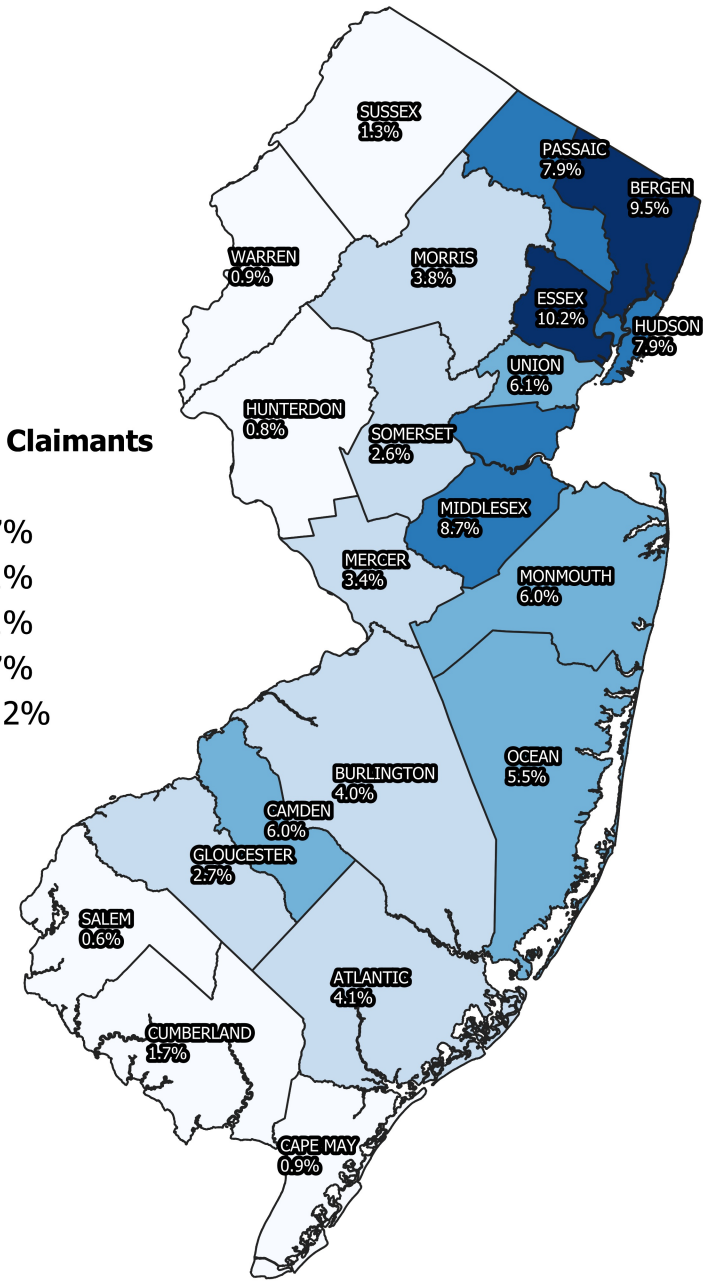 SUSSEX
1.3%
PASSAIC
7.9%
BERGEN
9.5%
WARREN
0.9%
MORRIS
3.8%
ESSEX
10.2%
HUDSON
7.9%
UNION
6.1%
HUNTERDON
0.8%
SOMERSET
2.6%
Claimants
MIDDLESEX
8.7%
7%
MERCER
3.4%
MONMOUTH
6.0%
%
%
7%
2%
OCEAN
5.5%
BURLINGTON
4.0%
CAMDEN
6.0%
GLOUCESTER
2.7%
SALEM
0.6%
ATLANTIC
4.1%
CUMBERLAND
1.7%
CAPE MAY
0.9%